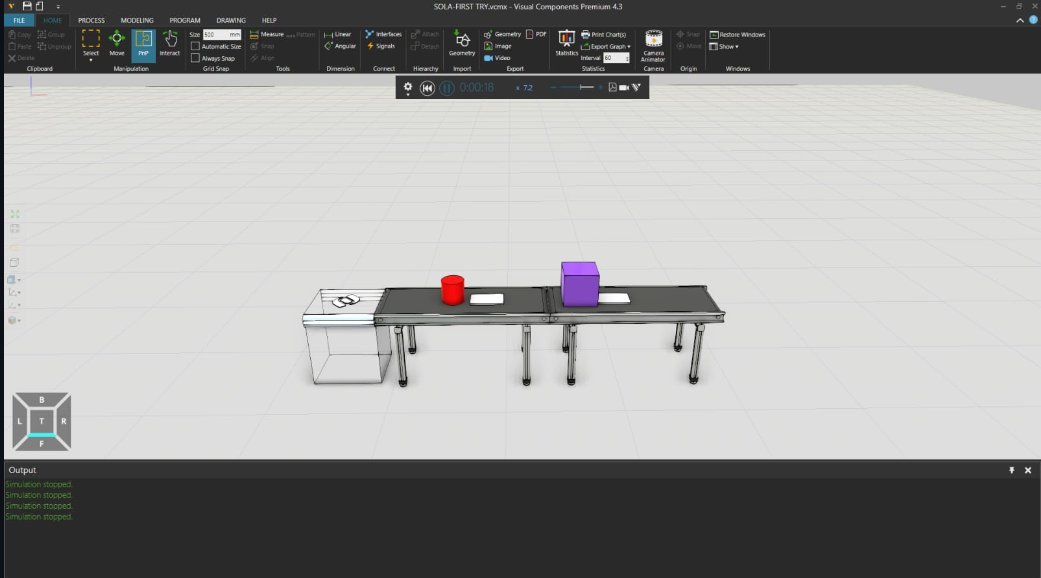 SOLA-FIRST TRY.vcmx - Visual Components Premium 4.3
FILE HOME PROCESS MODELING PROGRAM DRAWING HELP
Copy Group Size 500 mm Measure Pattern Linear Interfaces Attach Geometry PDF Print Chart(s) Snap Restore Windows
Paste Ungroup Select Move PnP Interact Automatic Size Snap Angular Signals Detach Geometry Image Statistics Export Graph Camera Animator Move Show
Delete Always Snap Align Video Interval 60 s
Clipboard Manipulation Grid Snap Tools Dimension Connect Hierarchy Import Export Statistics Camera Origin Windows
0:00:18 x 7.2
B
L T R
F
Output
Simulation stopped.
Simulation stopped.
Simulation stopped.
Simulation stopped.